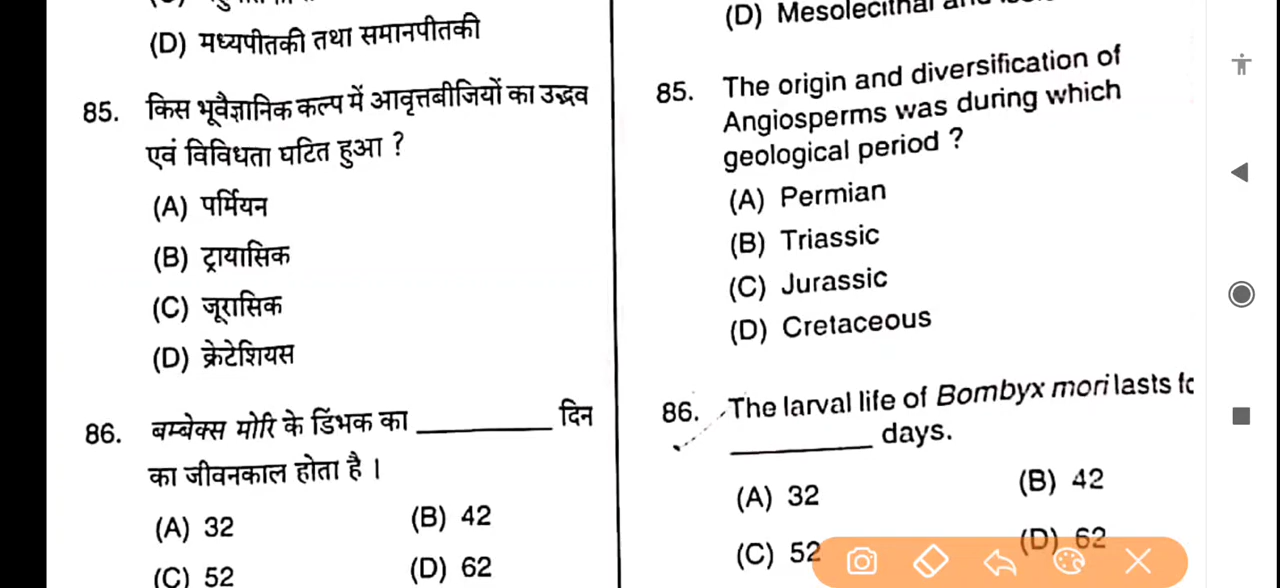 (D) मध्यपीतकी तथा समानपीतकी
85. किस भूवैज्ञानिक कल्प में आवृत्तबीजियों का उद्भव
एवं विविधता घटित हुआ ?
(A) पर्मियन
(B) ट्रायासिक
(C) जूरासिक
(D) क्रेटेशियस
86. बम्बेक्स मोरि के डिंभक का __________ दिन
का जीवनकाल होता है ।
(A) 32
(B) 42
(C) 52
(D) 62
(D) Mesolecithal and
85. The origin and diversification of
Angiosperms was during which
geological period ?
(A) Permian
(B) Triassic
(C) Jurassic
(D) Cretaceous
86. The larval life of Bombyx mori lasts
__________ days.
(A) 32
(B) 42
(C) 52
(D) 62